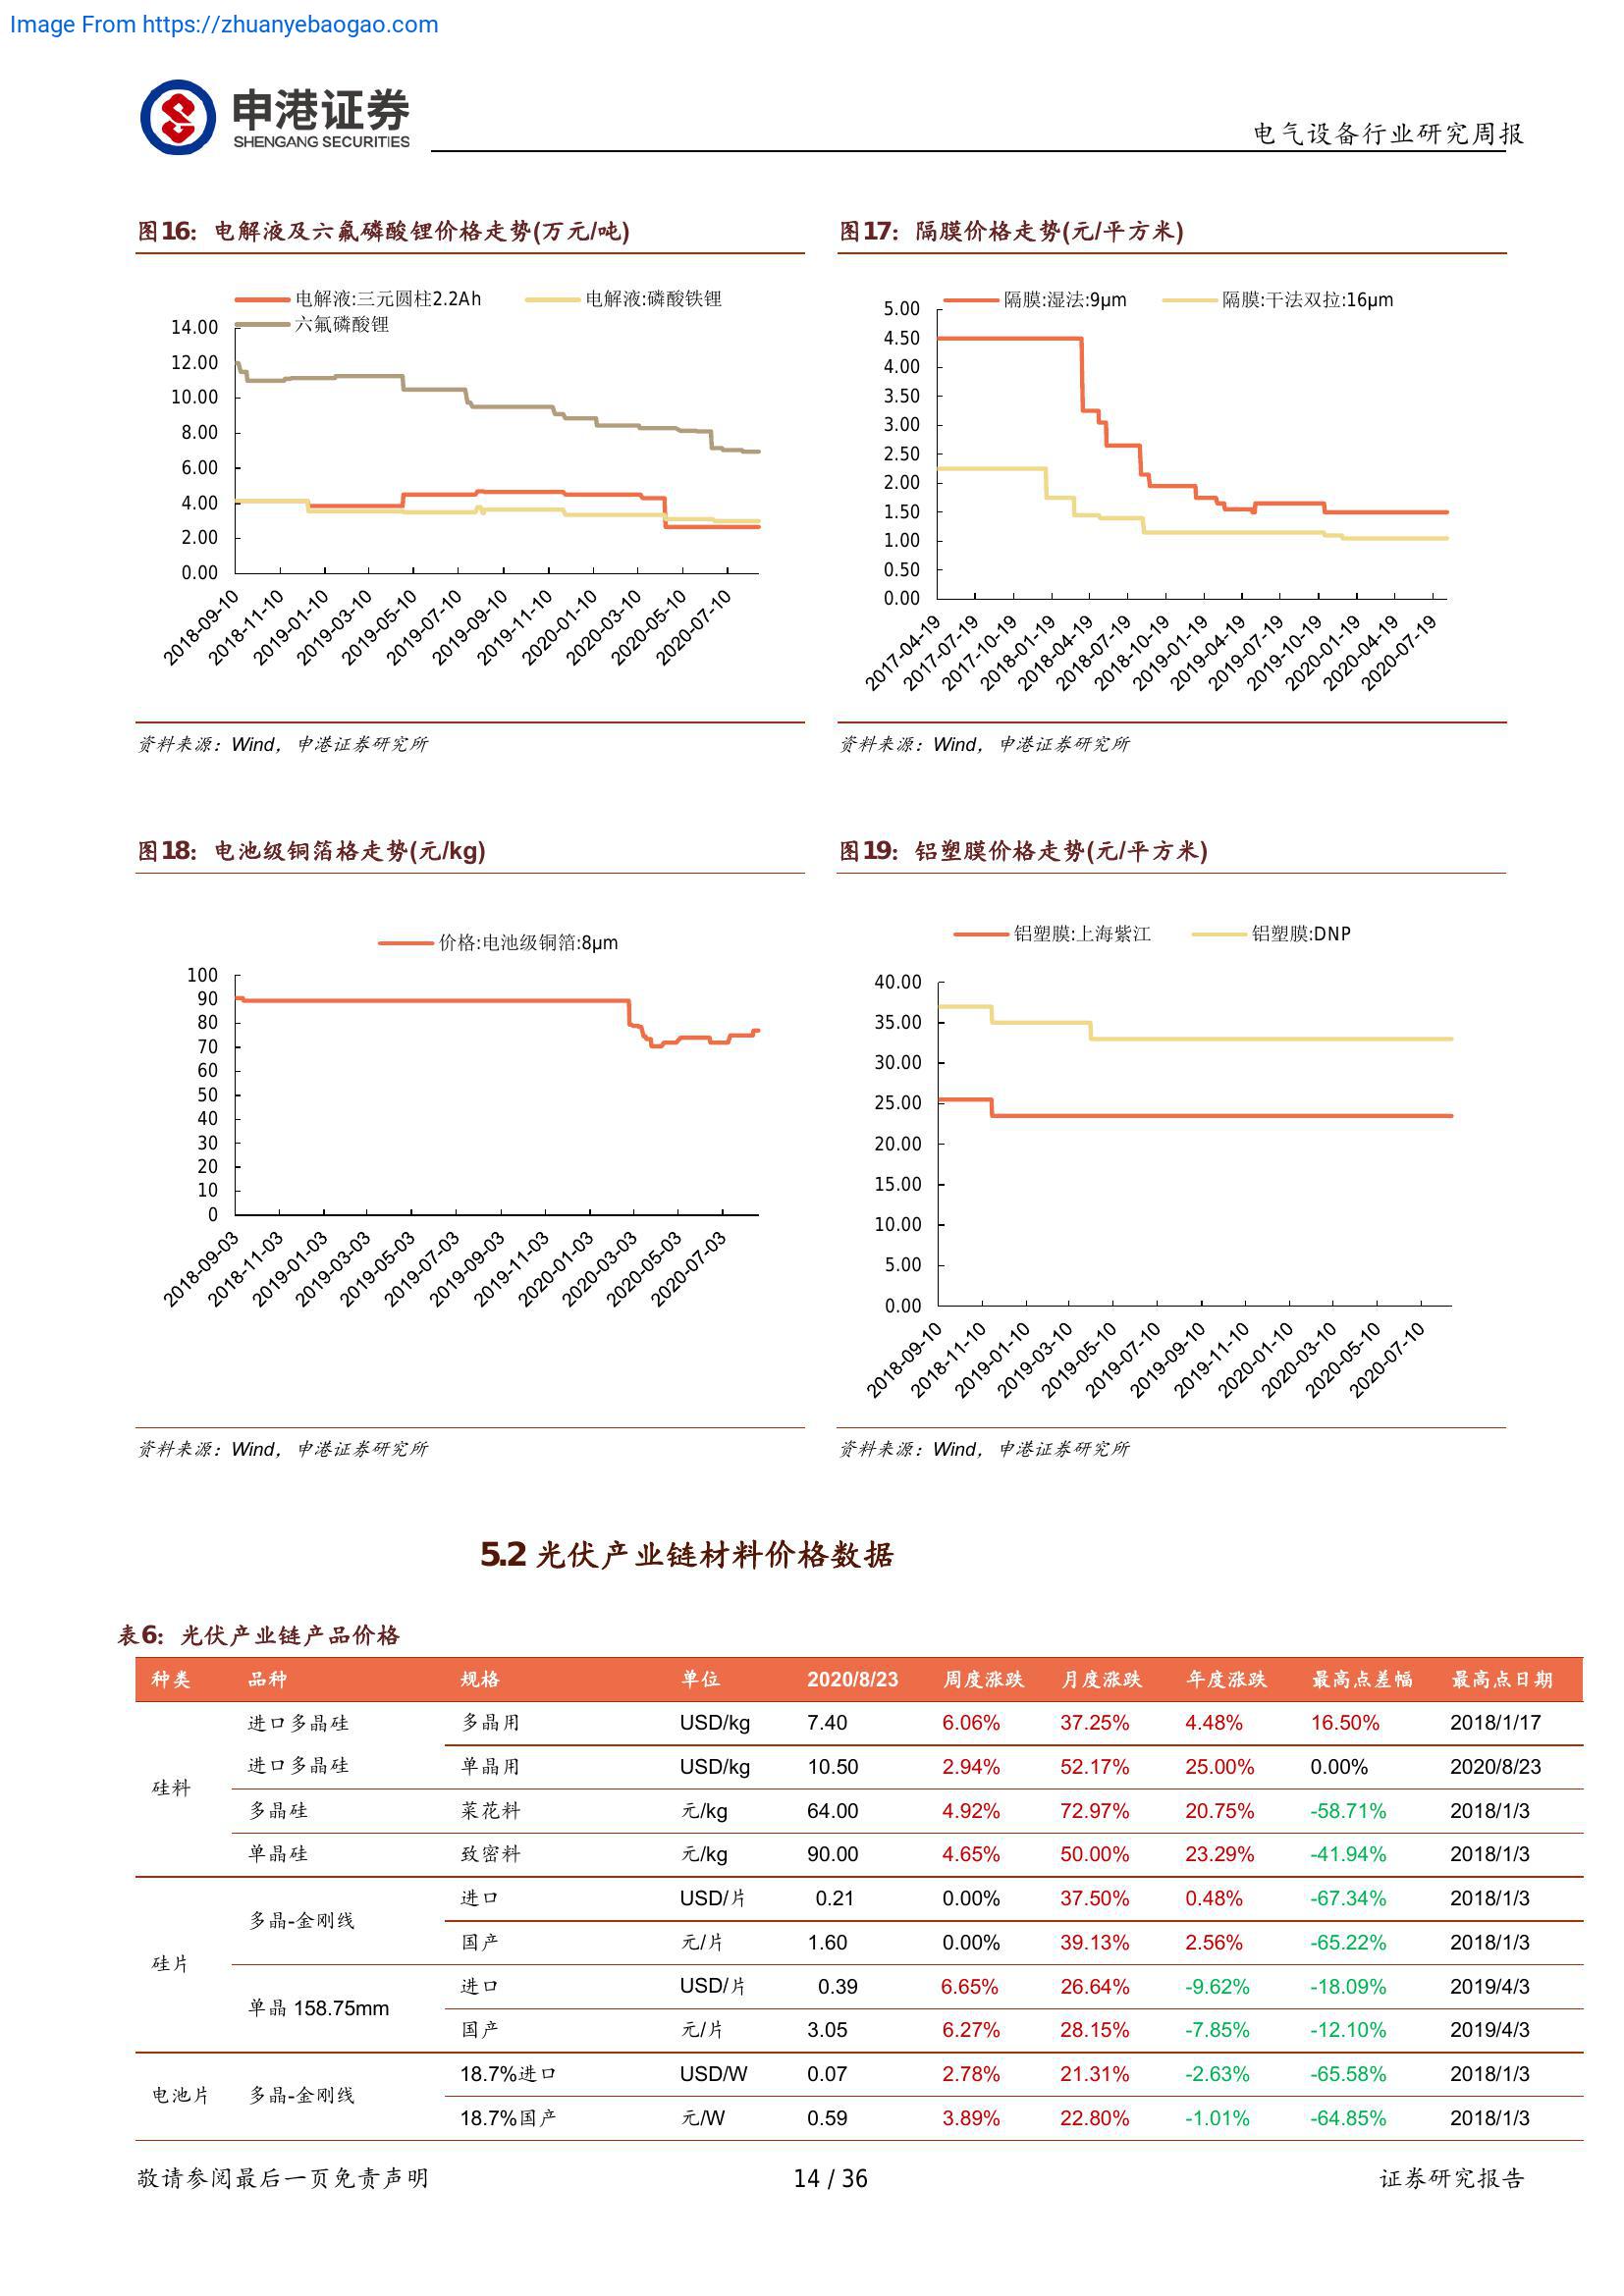 Image From https://zhuanyebaogao.com
申港证券
SHENGANG SECURITIES
电气设备行业研究周报
图16：电解液及六氟磷酸锂价格走势(万元/吨)
电解液:三元圆柱2.2Ah 电解液:磷酸铁锂
六氟磷酸锂
14.00
12.00
10.00
8.00
6.00
4.00
2.00
0.00
2018-09-10 2018-11-10 2019-01-10 2019-03-10 2019-05-10 2019-07-10 2019-09-10 2019-11-10 2020-01-10 2020-03-10 2020-05-10 2020-07-10
资料来源：Wind，申港证券研究所
图17：隔膜价格走势(元/平方米)
隔膜:湿法:9μm 隔膜:干法双拉:16μm
5.00
4.50
4.00
3.50
3.00
2.50
2.00
1.50
1.00
0.50
0.00
2017-04-19 2017-07-19 2017-10-19 2018-01-19 2018-04-19 2018-07-19 2018-10-19 2019-01-19 2019-04-19 2019-07-19 2019-10-19 2020-01-19 2020-04-19 2020-07-19
资料来源：Wind，申港证券研究所
图18：电池级铜箔格走势(元/kg)
价格:电池级铜箔:8μm
100
90
80
70
60
50
40
30
20
10
0
2018-09-03 2018-11-03 2019-01-03 2019-03-03 2019-05-03 2019-07-03 2019-09-03 2019-11-03 2020-01-03 2020-03-03 2020-05-03 2020-07-03
资料来源：Wind，申港证券研究所
图19：铝塑膜价格走势(元/平方米)
铝塑膜:上海紫江 铝塑膜:DNP
40.00
35.00
30.00
25.00
20.00
15.00
10.00
5.00
0.00
2018-09-10 2018-11-10 2019-01-10 2019-03-10 2019-05-10 2019-07-10 2019-09-10 2019-11-10 2020-01-10 2020-03-10 2020-05-10 2020-07-10
资料来源：Wind，申港证券研究所
5.2 光伏产业链材料价格数据
表6：光伏产业链产品价格
种类 品种 规格 单位 2020/8/23 周度涨跌 月度涨跌 年度涨跌 最高点差幅 最高点日期
硅料 进口多晶硅 多晶用 USD/kg 7.40 6.06% 37.25% 4.48% 16.50% 2018/1/17
进口多晶硅 单晶用 USD/kg 10.50 2.94% 52.17% 25.00% 0.00% 2020/8/23
多晶硅 菜花料 元/kg 64.00 4.92% 72.97% 20.75% -58.71% 2018/1/3
单晶硅 致密料 元/kg 90.00 4.65% 50.00% 23.29% -41.94% 2018/1/3
硅片 多晶-金刚线 进口 USD/片 0.21 0.00% 37.50% 0.48% -67.34% 2018/1/3
国产 元/片 1.60 0.00% 39.13% 2.56% -65.22% 2018/1/3
单晶 158.75mm 进口 USD/片 0.39 6.65% 26.64% -9.62% -18.09% 2019/4/3
国产 元/片 3.05 6.27% 28.15% -7.85% -12.10% 2019/4/3
电池片 多晶-金刚线 18.7%进口 USD/W 0.07 2.78% 21.31% -2.63% -65.58% 2018/1/3
18.7%国产 元/W 0.59 3.89% 22.80% -1.01% -64.85% 2018/1/3
敬请参阅最后一页免责声明 14 / 36 证券研究报告